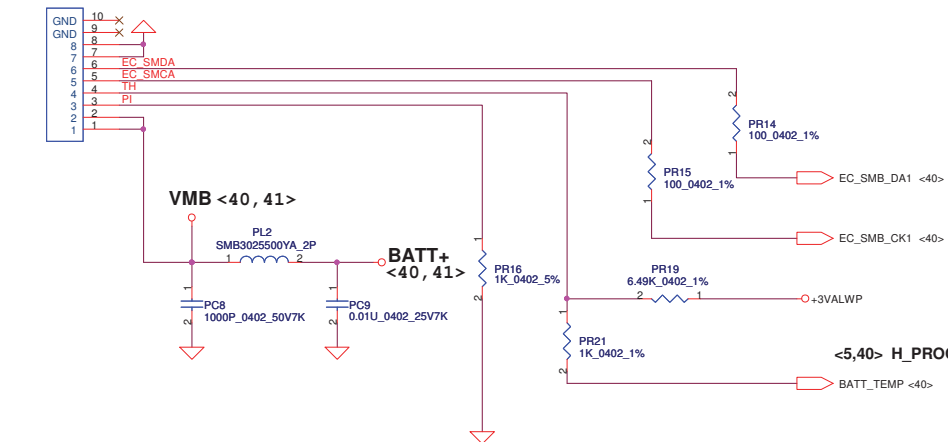 GND 10
GND 9
8 8
7 7
6 6 EC_SMDA
5 5 EC_SMCA
4 4 TH
3 3 PI
2 2
1 1
2
PR14
100_0402_1%
1
2
PR15
100_0402_1%
1
EC_SMB_DA1 <40>
EC_SMB_CK1 <40>
VMB <40,41>
PL2
SMB3025500YA_2P
1 2
BATT+
<40,41>
1
PC8
1000P_0402_50V7K
2
1
PC9
0.01U_0402_25V7K
2
1
PR16
1K_0402_5%
2
PR19
6.49K_0402_1%
2 1
+3VALWP
1
PR21
1K_0402_1%
2
<5,40> H_PRO
BATT_TEMP <40>